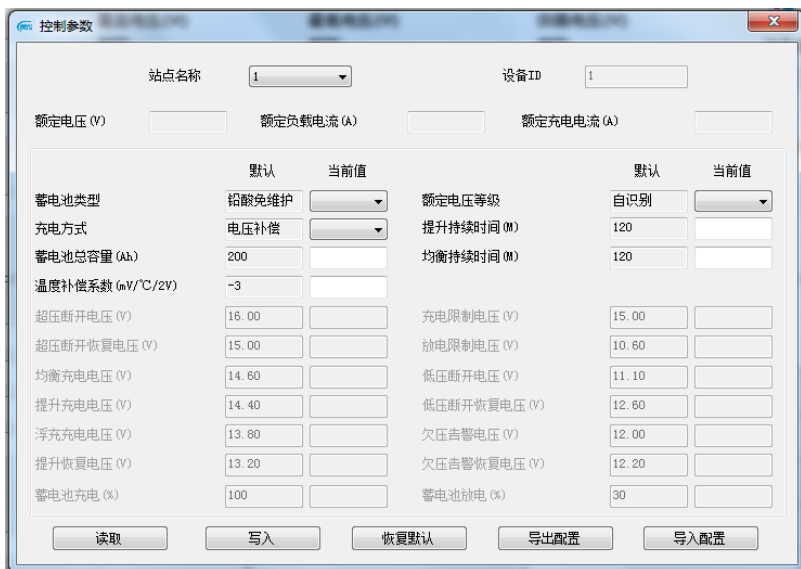 控制参数
站点名称 1 设备ID 1
额定电压(V) 额定负载电流(A) 额定充电电流(A)
默认 当前值 默认 当前值
蓄电池类型 铅酸免维护 额定电压等级 自识别
充电方式 电压补偿 提升持续时间(M) 120
蓄电池总容量(Ah) 200 均衡持续时间(M) 120
温度补偿系数(mV/℃/2V) -3
超压断开电压(V) 16.00 充电限制电压(V) 15.00
超压断开恢复电压(V) 15.00 放电限制电压(V) 10.60
均衡充电电压(V) 14.60 低压断开电压(V) 11.10
提升充电电压(V) 14.40 低压断开恢复电压(V) 12.60
浮充充电电压(V) 13.80 欠压告警电压(V) 12.00
提升恢复电压(V) 13.20 欠压告警恢复电压(V) 12.20
蓄电池充电(%) 100 蓄电池放电(%) 30
读取 写入 恢复默认 导出配置 导入配置